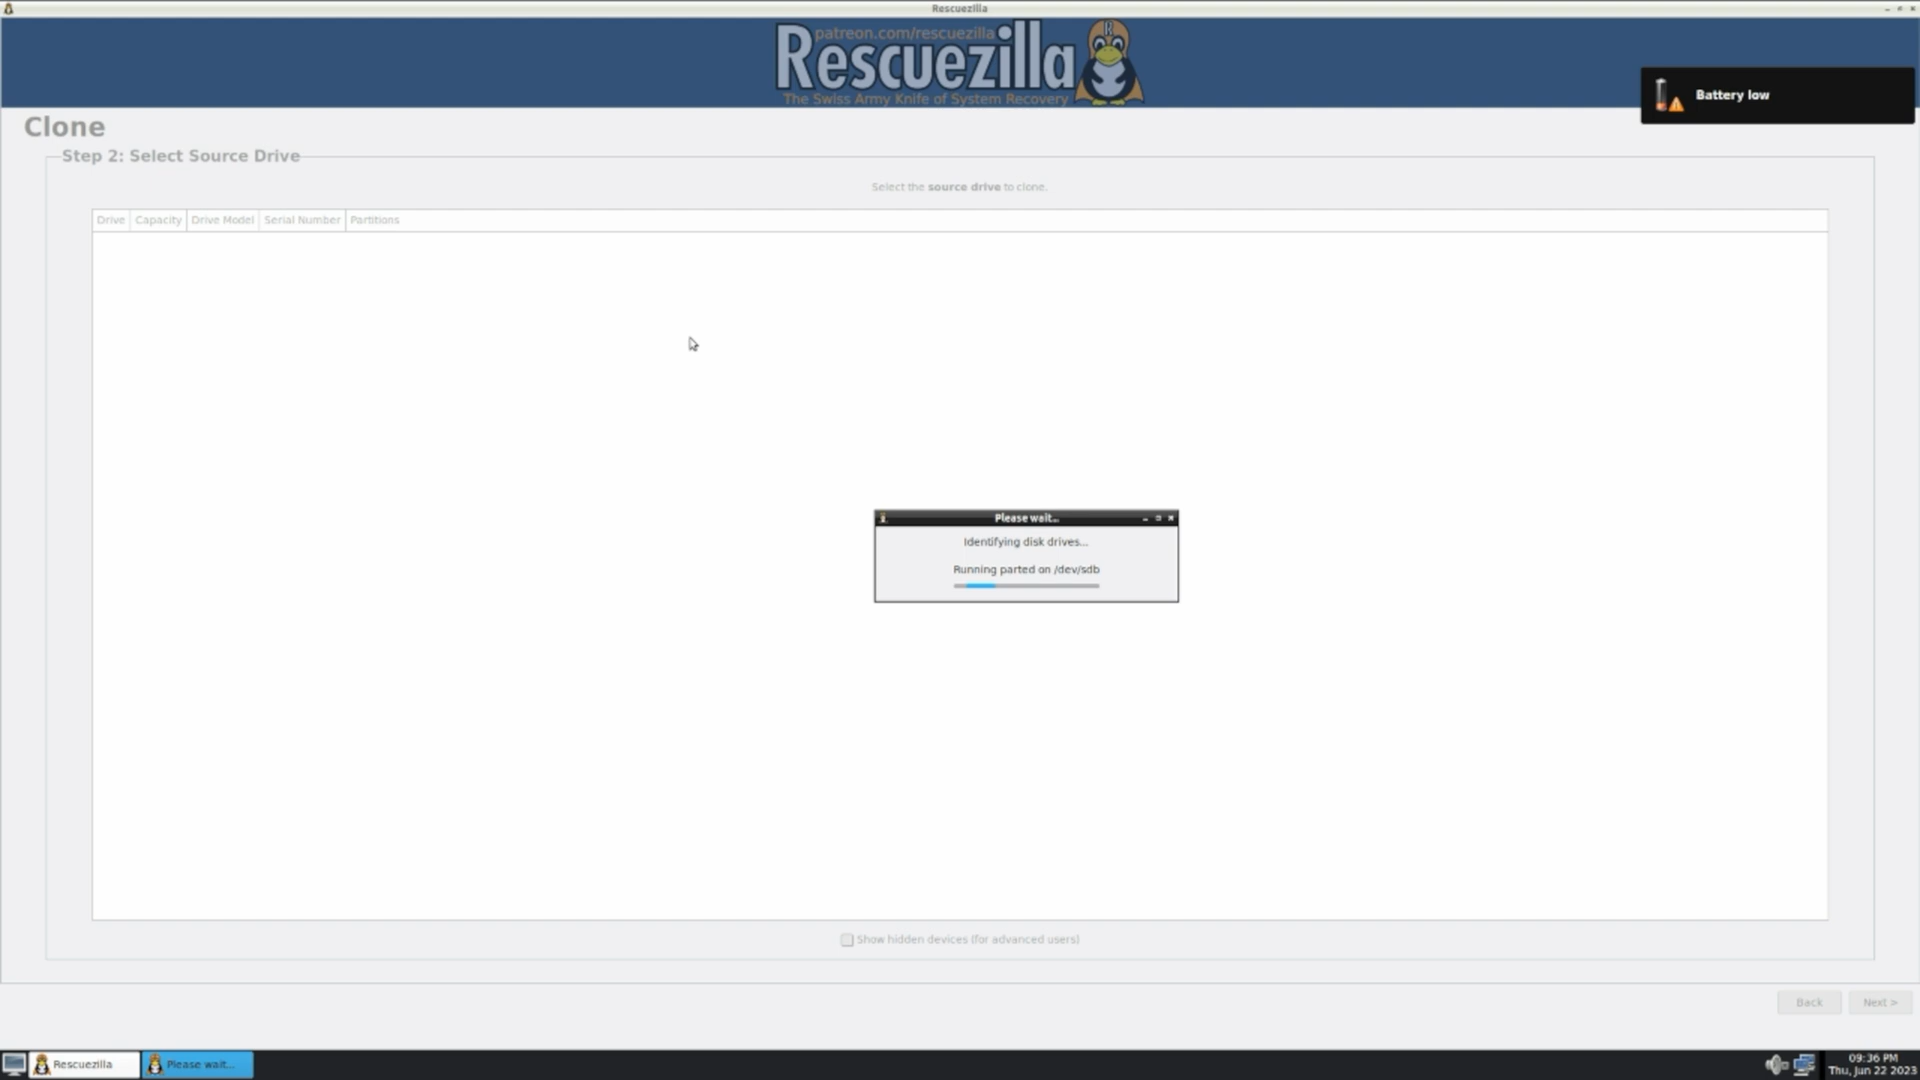 Rescuezilla
patreon.com/rescuezilla
Rescuezilla
The Swiss Army Knife of System Recovery
Battery low
Clone
Step 2: Select Source Drive
Select the source drive to clone.
Drive Capacity Drive Model Serial Number Partitions
Please wait...
Identifying disk drives...
Running parted on /dev/sdb
Show hidden devices (for advanced users)
Back Next >
Rescuezilla Please wait... 09:36 PM
Thu, Jun 22 2023